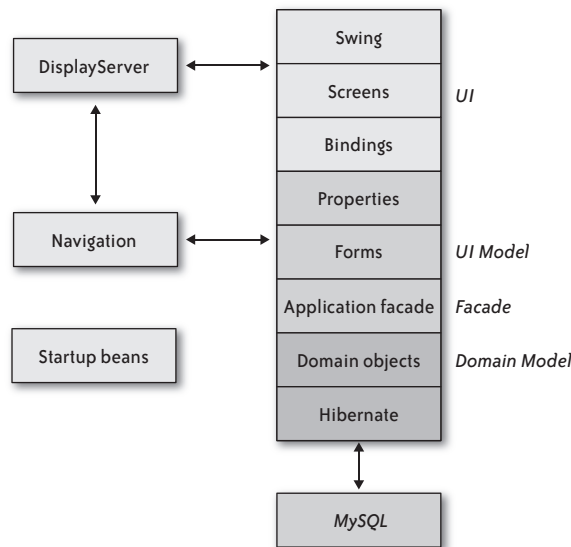 Swing
DisplayServer
Screens
UI
Bindings
Properties
Navigation
Forms
UI Model
Application facade
Facade
Startup beans
Domain objects
Domain Model
Hibernate
MySQL